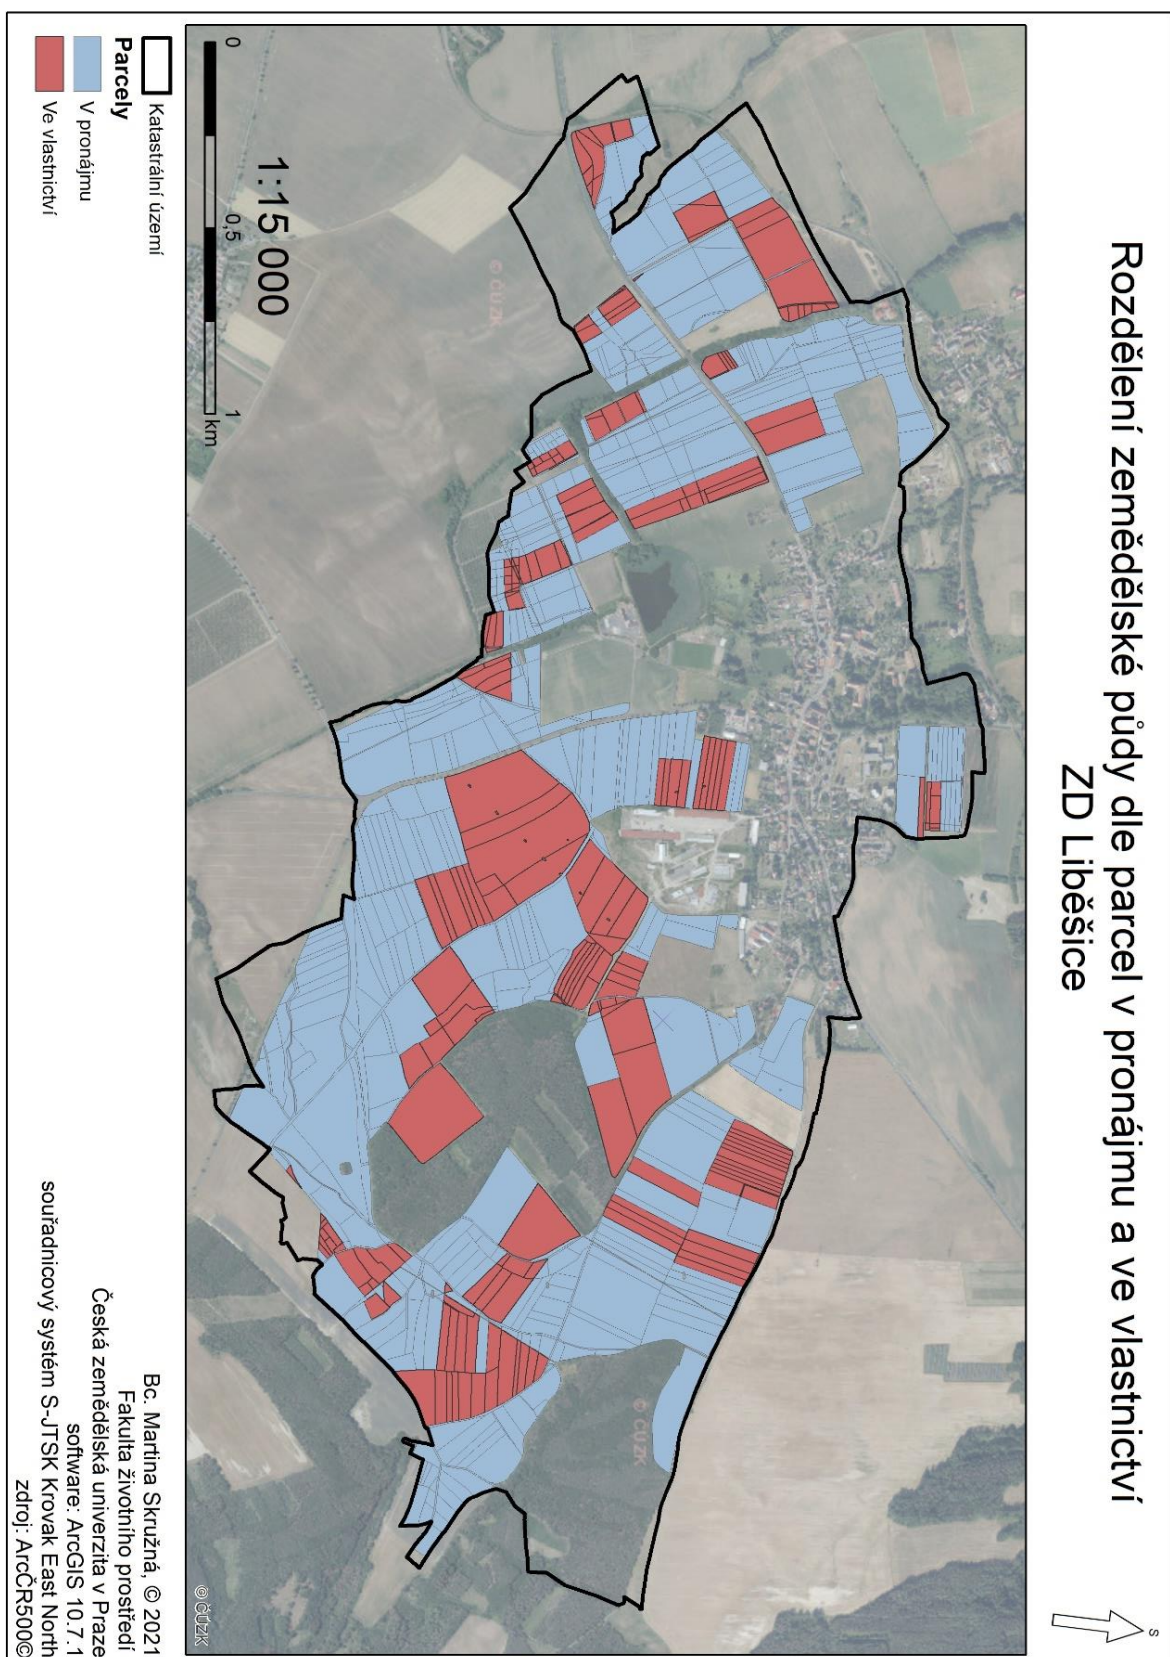 Rozdělení zemědělské půdy dle parcel v pronájmu a ve vlastnictví
ZD Liběšice
S
© ČÚZK
© ČÚZK
© ČÚZK
1:15 000
0
0,5
1
km
Katastrální území
Parcely
V pronájmu
Ve vlastnictví
Bc. Martina Skružná, © 2021
Fakulta životního prostředí
Česká zemědělská univerzita v Praze
software: ArcGIS 10.7.1
souřadnicový systém S-JTSK Krovak East North
zdroj: ArcČR500©